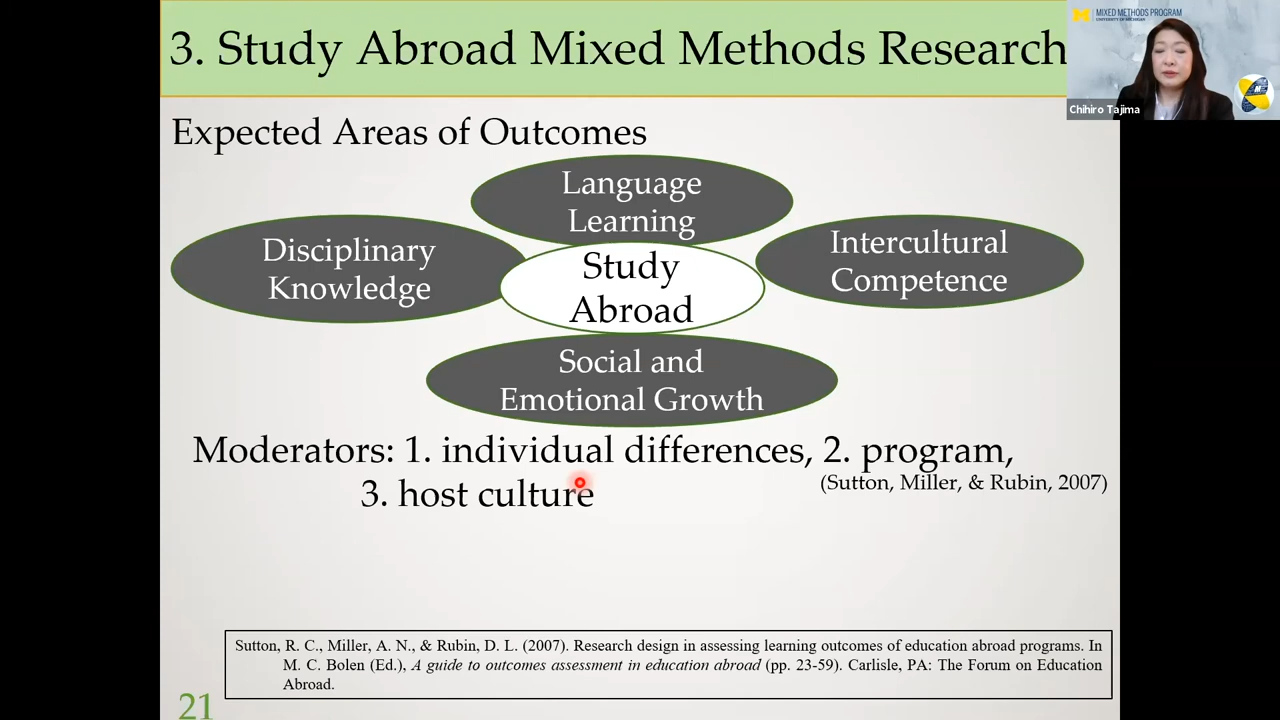 3. Study Abroad Mixed Methods Research
MIXED METHODS PROGRAM
UNIVERSITY OF MICHIGAN
Chihiro Tajima
Expected Areas of Outcomes
Language
Learning
Disciplinary
Knowledge
Study
Abroad
Intercultural
Competence
Social and
Emotional Growth
Moderators: 1. individual differences, 2. program,
3. host culture
(Sutton, Miller, & Rubin, 2007)
Sutton, R. C., Miller, A. N., & Rubin, D. L. (2007). Research design in assessing learning outcomes of education abroad programs. In
M. C. Bolen (Ed.), A guide to outcomes assessment in education abroad (pp. 23-59). Carlisle, PA: The Forum on Education
Abroad.
21